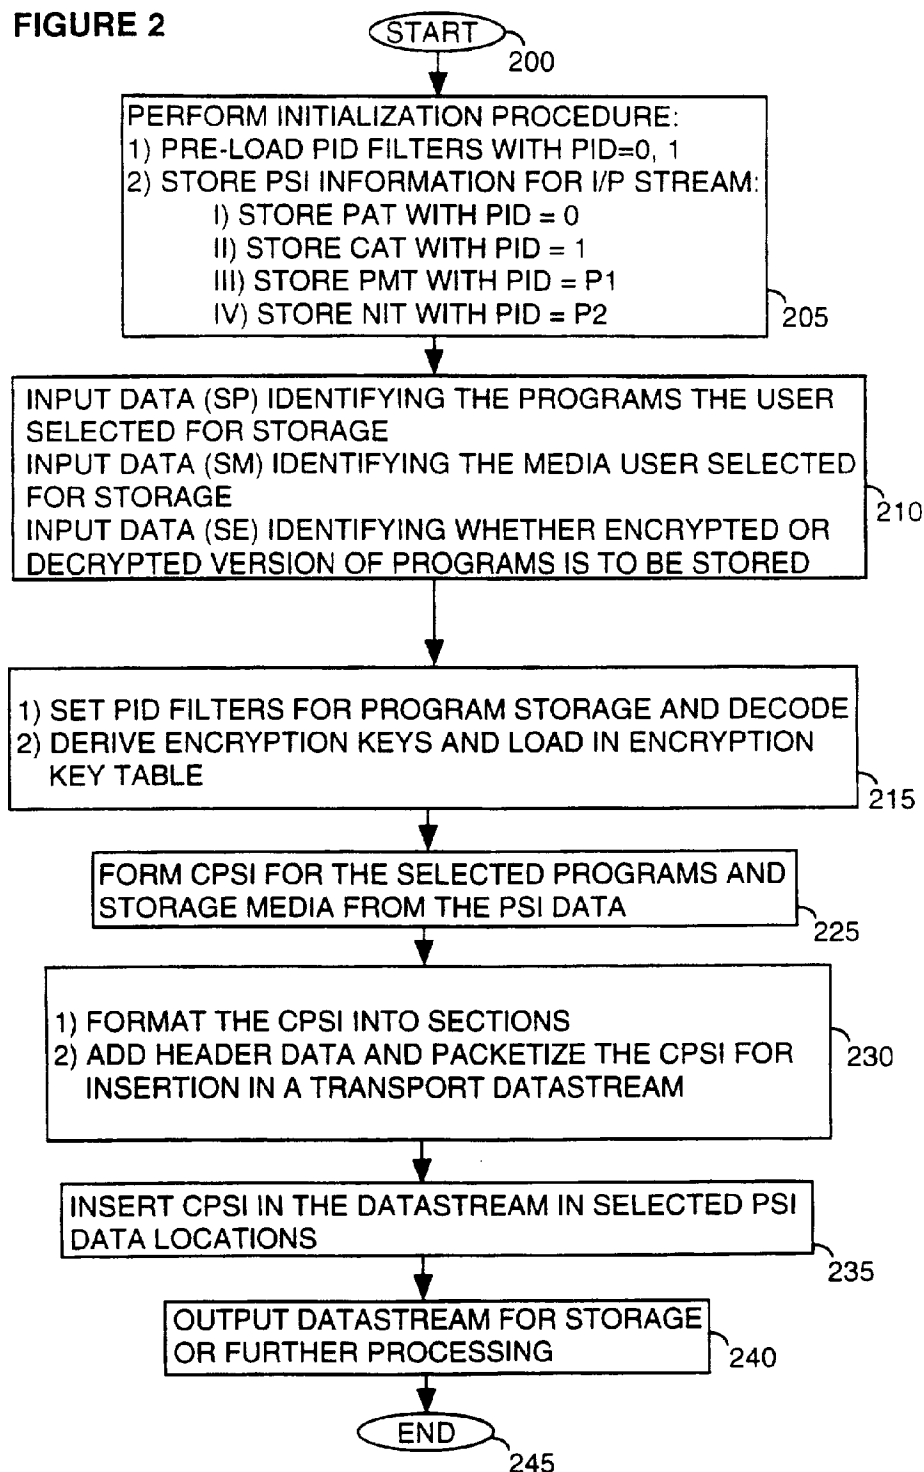 FIGURE 2
START
200
PERFORM INITIALIZATION PROCEDURE:
1) PRE-LOAD PID FILTERS WITH PID=0, 1
2) STORE PSI INFORMATION FOR I/P STREAM:
I) STORE PAT WITH PID = 0
II) STORE CAT WITH PID = 1
III) STORE PMT WITH PID = P1
IV) STORE NIT WITH PID = P2
205
INPUT DATA (SP) IDENTIFYING THE PROGRAMS THE USER
SELECTED FOR STORAGE
INPUT DATA (SM) IDENTIFYING THE MEDIA USER SELECTED
FOR STORAGE
INPUT DATA (SE) IDENTIFYING WHETHER ENCRYPTED OR
DECRYPTED VERSION OF PROGRAMS IS TO BE STORED
210
1) SET PID FILTERS FOR PROGRAM STORAGE AND DECODE
2) DERIVE ENCRYPTION KEYS AND LOAD IN ENCRYPTION
KEY TABLE
215
FORM CPSI FOR THE SELECTED PROGRAMS AND
STORAGE MEDIA FROM THE PSI DATA
225
1) FORMAT THE CPSI INTO SECTIONS
2) ADD HEADER DATA AND PACKETIZE THE CPSI FOR
INSERTION IN A TRANSPORT DATASTREAM
230
INSERT CPSI IN THE DATASTREAM IN SELECTED PSI
DATA LOCATIONS
235
OUTPUT DATASTREAM FOR STORAGE
OR FURTHER PROCESSING
240
END
245